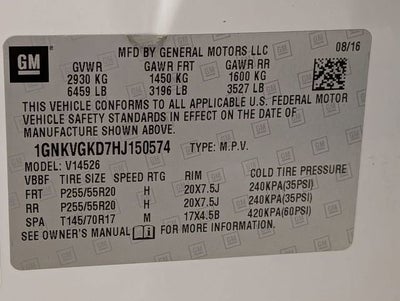 GM
MFD BY GENERAL MOTORS LLC
08/16
GVWR GAWR FRT GAWR RR
2930 KG 1450 KG 1600 KG
6459 LB 3196 LB 3527 LB
THIS VEHICLE CONFORMS TO ALL APPLICABLE U.S. FEDERAL MOTOR
VEHICLE SAFETY STANDARDS IN EFFECT ON THE DATE OF
MANUFACTURE SHOWN ABOVE.
1GNKVGKD7HJ150574 TYPE: M.P.V.
MODEL: V14526
VBBF TIRE SIZE SPEED RTG RIM COLD TIRE PRESSURE
FRT P255/55R20 H 20X7.5J 240KPA(35PSI)
RR P255/55R20 H 20X7.5J 240KPA(35PSI)
SPA T145/70R17 M 17X4.5B 420KPA(60PSI)
SEE OWNER'S MANUAL FOR MORE INFORMATION.